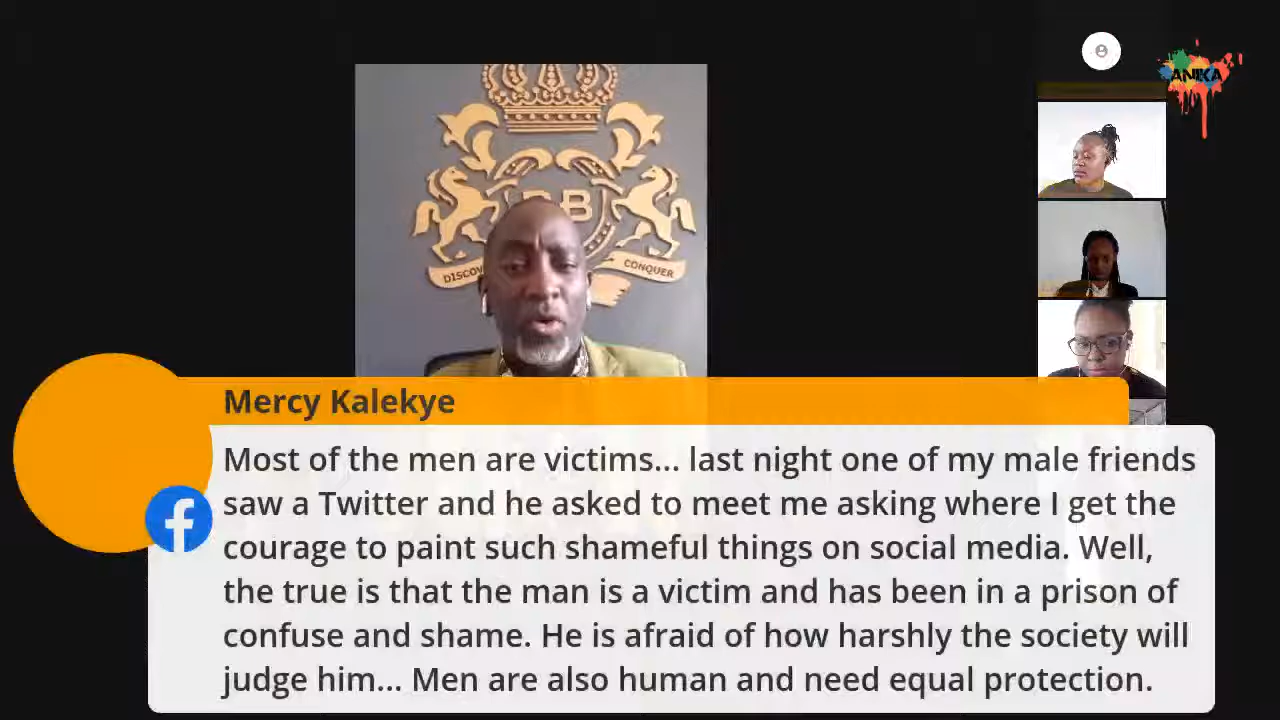 ANIKA
B
DISCOV
CONQUER
Mercy Kalekye
Most of the men are victims... last night one of my male friends
saw a Twitter and he asked to meet me asking where I get the
courage to paint such shameful things on social media. Well,
the true is that the man is a victim and has been in a prison of
confuse and shame. He is afraid of how harshly the society will
judge him... Men are also human and need equal protection.